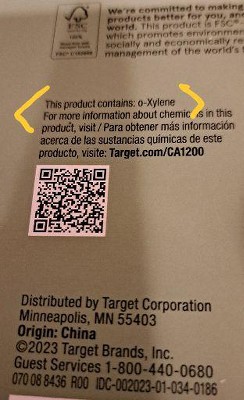 We're committed to making
products better for you, and
world. This product is FSC®-
which promotes environmen
socially and economically re
management of the world's f
FSC
100%
This product contains: o-Xylene
For more information about chemicals in this
product, visit / Para obtener más información
acerca de las sustancias químicas de este
producto, visite: Target.com/CA1200
Distributed by Target Corporation
Minneapolis, MN 55403
Origin: China
©2023 Target Brands, Inc.
Guest Services 1-800-440-0680
070 08 8436 R00 IDC-002023-01-034-0186